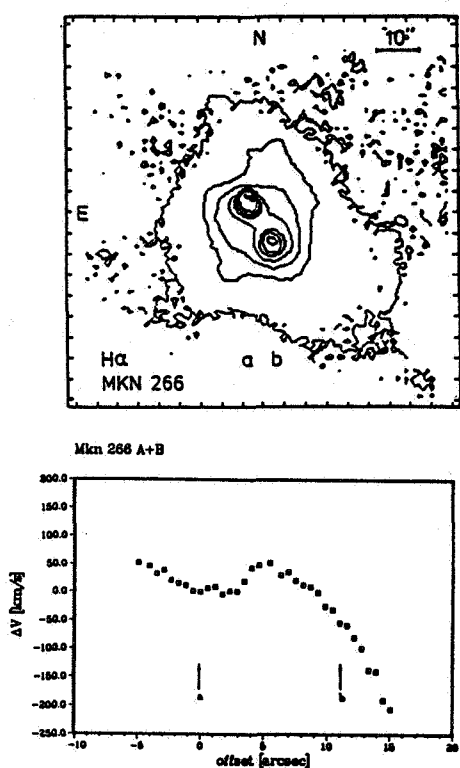 N 10"
E
Hα a b
MKN 266
Mkn 266 A+B
200.0
150.0
100.0
50.0
0.0
-50.0
-100.0
-150.0
-200.0
-250.0
ΔV [km/s]
a b
-10 -5 0 5 10 15 20
offset [arcsec]